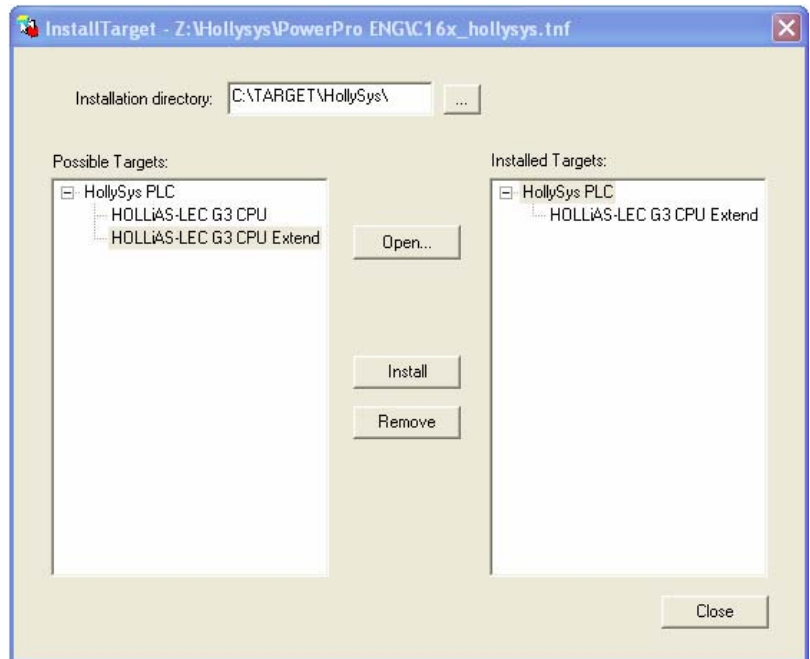 InstallTarget - Z:\Hollysys\PowerPro ENG\C16x_hollysys.tnf
Installation directory: C:\TARGET\HollySys\ ...
Possible Targets:
HollySys PLC
HOLLiAS-LEC G3 CPU
HOLLiAS-LEC G3 CPU Extend
Open...
Install
Remove
Installed Targets:
HollySys PLC
HOLLiAS-LEC G3 CPU Extend
Close